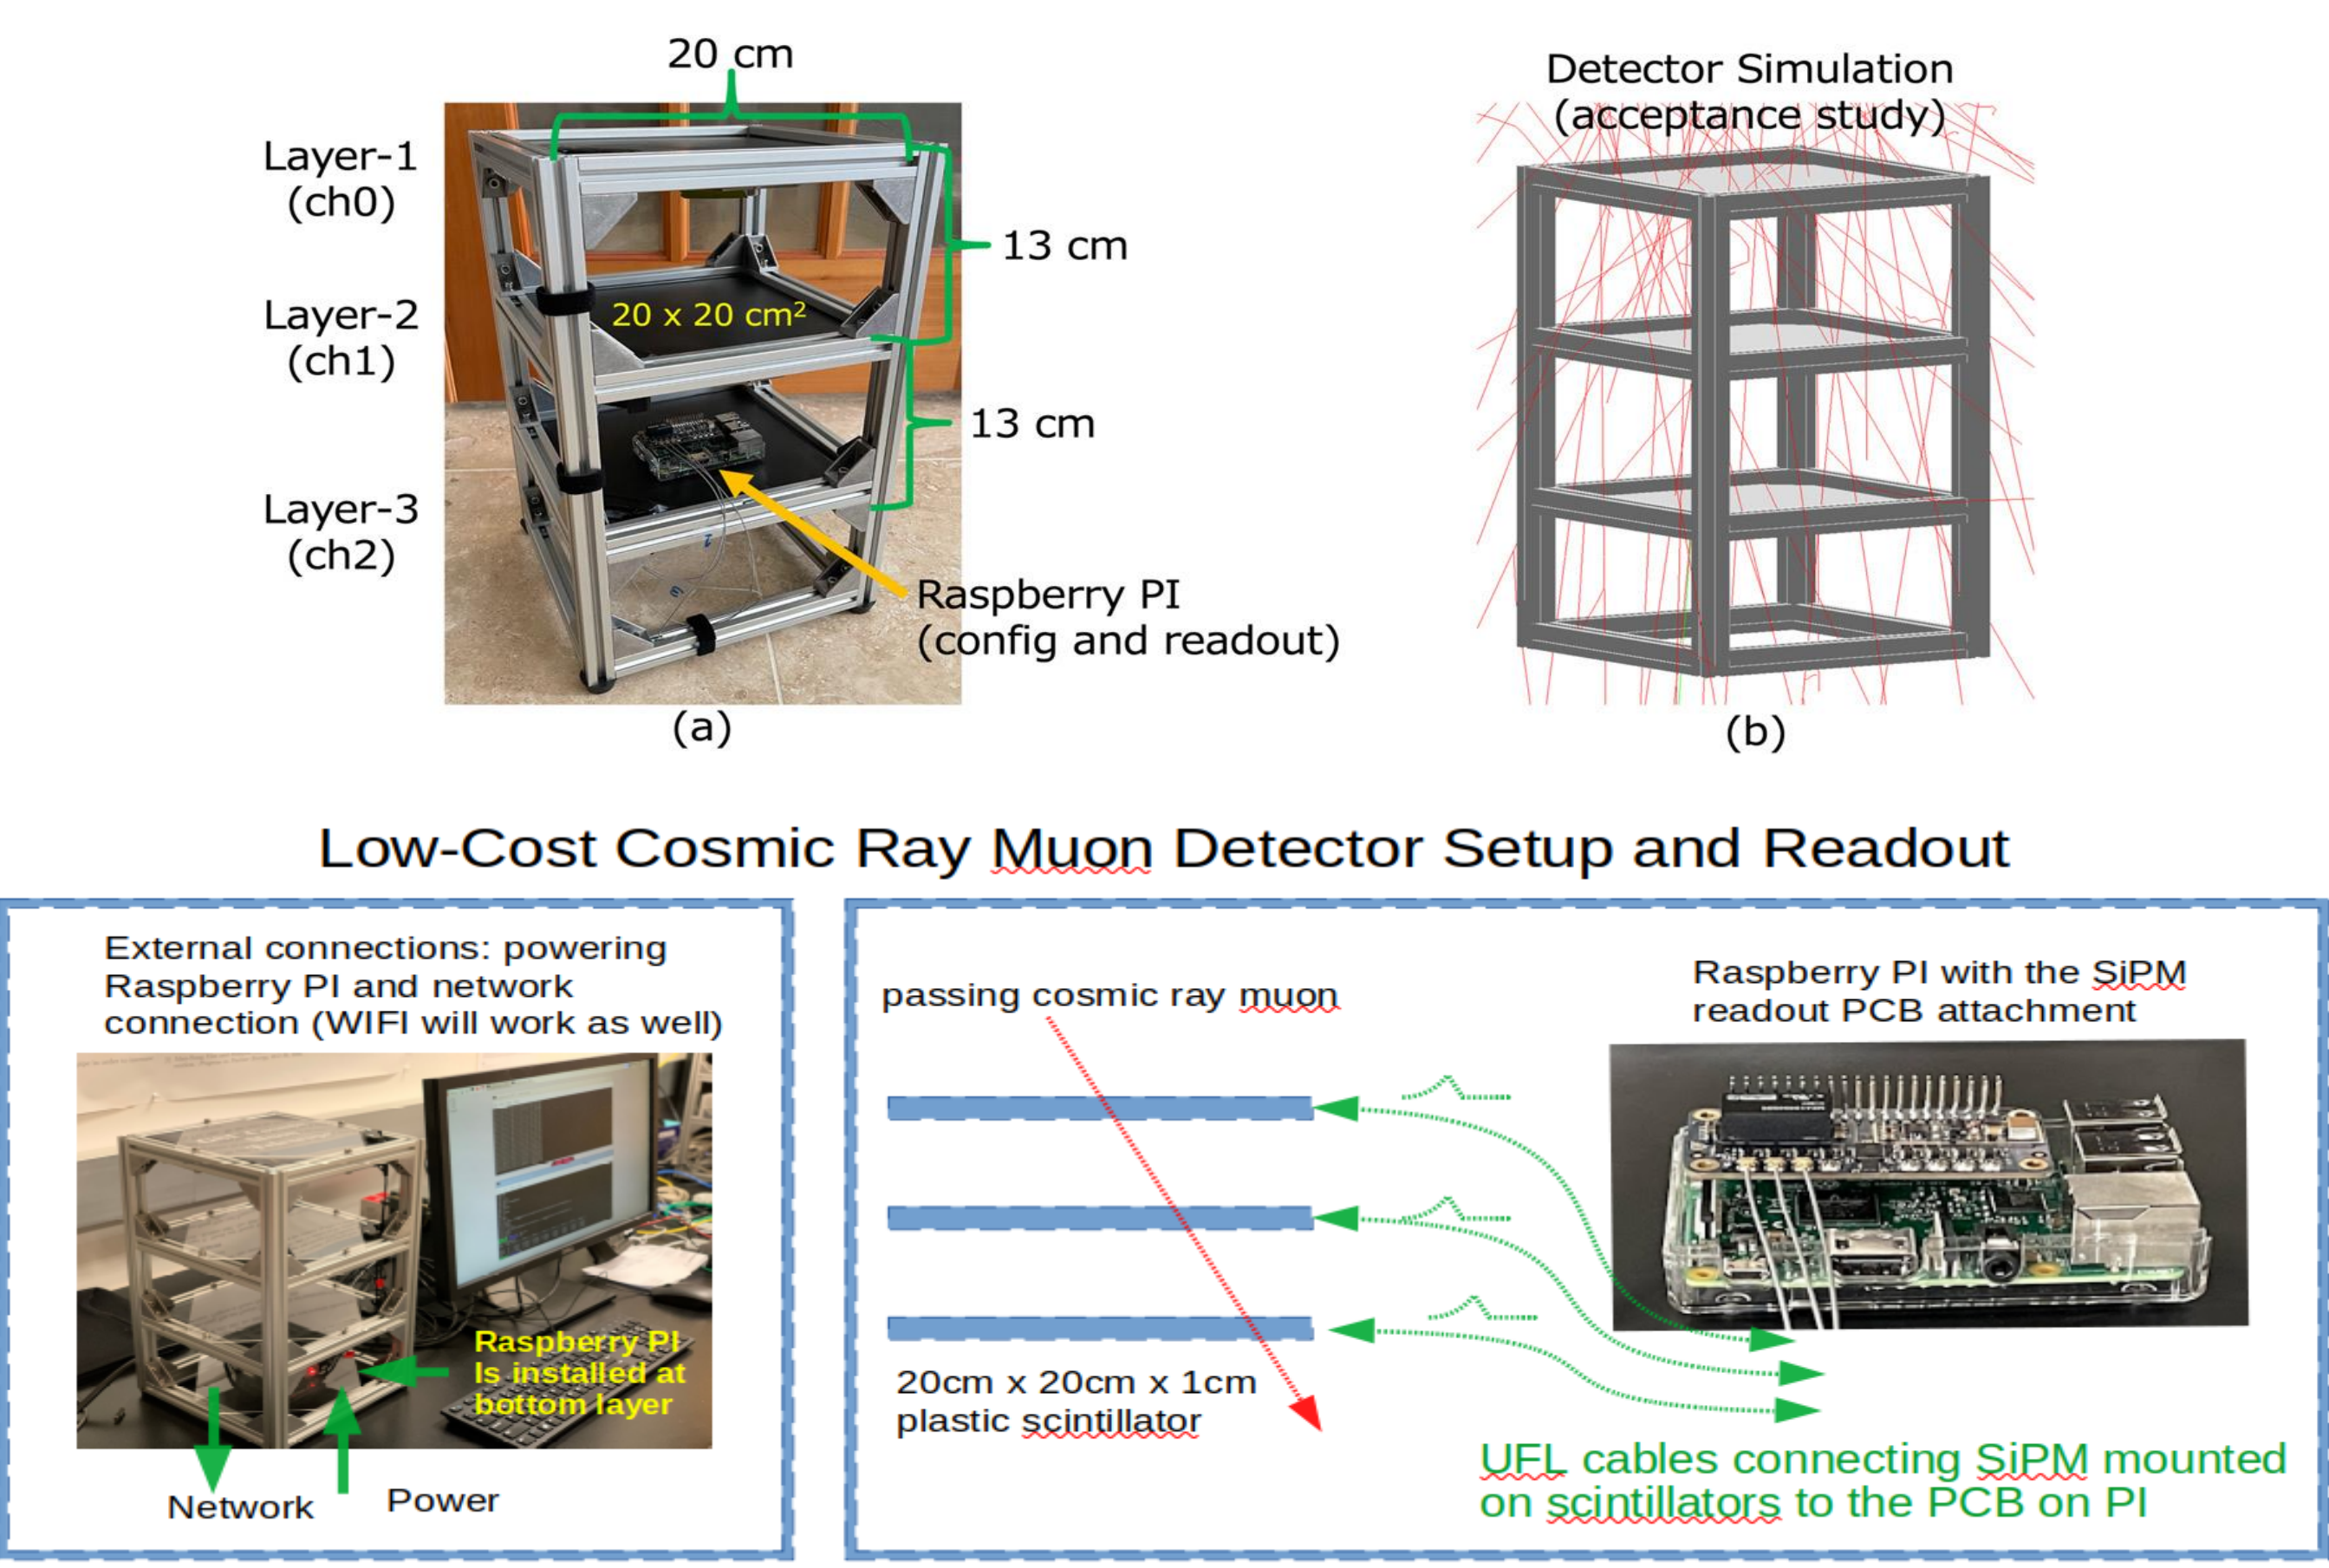 20 cm
Layer-1
(ch0)
Layer-2
(ch1)
Layer-3
(ch2)
20 x 20 cm²
13 cm
13 cm
Raspberry PI
(config and readout)
(a)
Detector Simulation
(acceptance study)
(b)
Low-Cost Cosmic Ray Muon Detector Setup and Readout
External connections: powering
Raspberry PI and network
connection (WIFI will work as well)
Raspberry PI
Is installed at
bottom layer
Network
Power
passing cosmic ray muon
20cm x 20cm x 1cm
plastic scintillator
Raspberry PI with the SiPM
readout PCB attachment
UFL cables connecting SiPM mounted
on scintillators to the PCB on PI